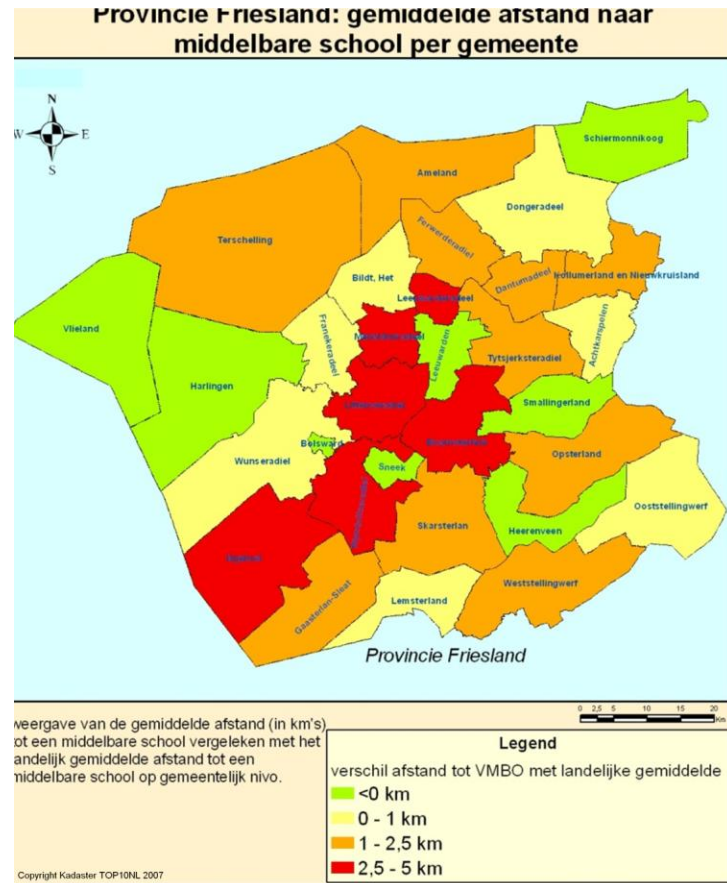 Provincie Friesland: gemiddelde afstand naar
middelbare school per gemeente
N
W E
S
Schiermonnikoog
Ameland
Dongeradeel
Ferwerderadiel
Terschelling
Dantumadeel
Kollumerland en Nieuwkruisland
Bildt, Het
Leeuwarderadeel
Vlieland
Franekeradeel
Achtkarspelen
Leeuwarden
Tytsjerksteradiel
Harlingen
Smallingerland
Bolsward
Wunseradiel
Sneek
Opsterland
Ooststellingwerf
Skarsterlan
Heerenveen
Weststellingwerf
Gaasterlan-Sleat
Lemsterland
Provincie Friesland
0 2,5 5 10 15 20
Km
weergave van de gemiddelde afstand (in km's)
tot een middelbare school vergeleken met het
landelijk gemiddelde afstand tot een
middelbare school op gemeentelijk nivo.
Legend
verschil afstand tot VMBO met landelijke gemiddelde
<0 km
0 - 1 km
1 - 2,5 km
2,5 - 5 km
Copyright Kadaster TOP10NL 2007